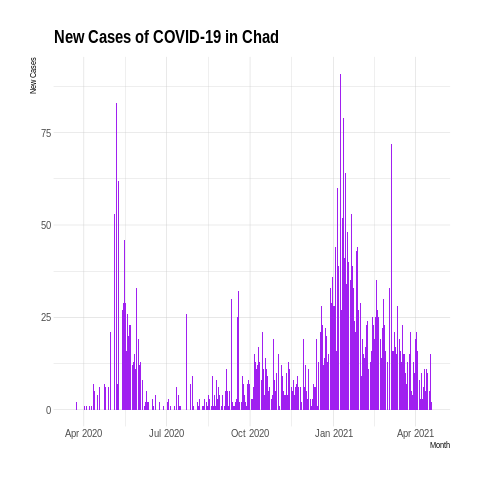 New Cases of COVID-19 in Chad
New Cases
75
50
25
0
Apr 2020
Jul 2020
Oct 2020
Jan 2021
Apr 2021
Month